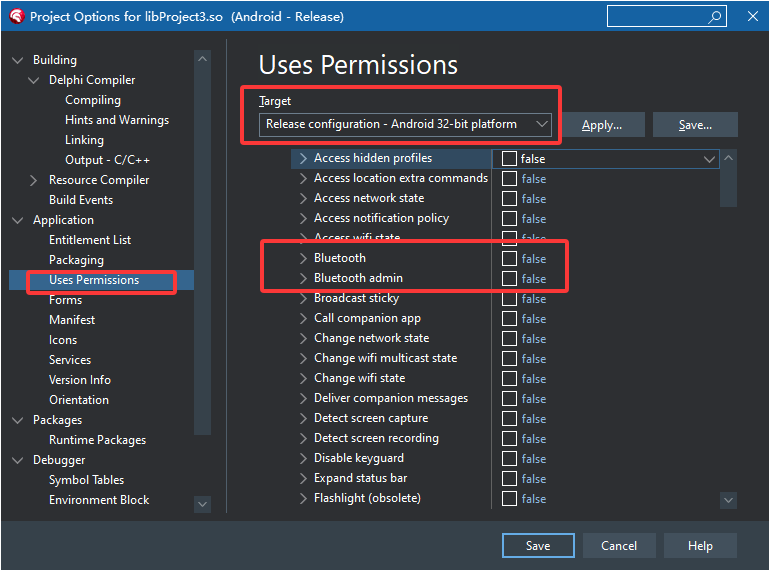 Project Options for libProject3.so (Android - Release)
Building
Delphi Compiler
Compiling
Hints and Warnings
Linking
Output - C/C++
Resource Compiler
Build Events
Application
Entitlement List
Packaging
Uses Permissions
Forms
Manifest
Icons
Services
Version Info
Orientation
Packages
Runtime Packages
Debugger
Symbol Tables
Environment Block
Uses Permissions
Target
Release configuration - Android 32-bit platform
Apply...
Save...
Access hidden profiles false
Access location extra commands false
Access network state false
Access notification policy false
Access wifi state false
Bluetooth false
Bluetooth admin false
Broadcast sticky false
Call companion app false
Change network state false
Change wifi multicast state false
Change wifi state false
Deliver companion messages false
Detect screen capture false
Detect screen recording false
Disable keyguard false
Expand status bar false
Flashlight (obsolete) false
Save
Cancel
Help